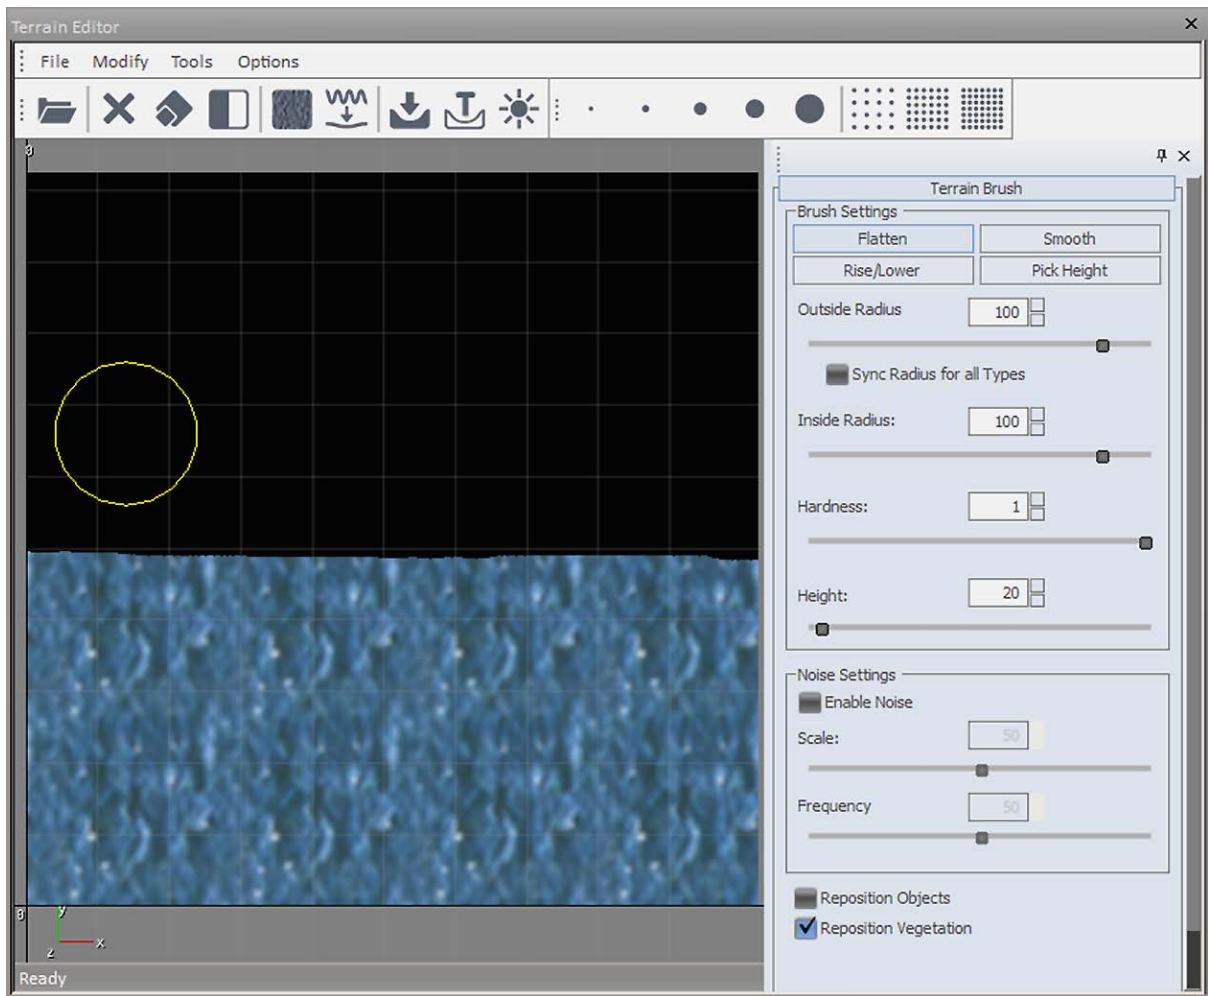 Terrain Editor
File Modify Tools Options
0
Terrain Brush
Brush Settings
Flatten Smooth
Rise/Lower Pick Height
Outside Radius 100
Sync Radius for all Types
Inside Radius: 100
Hardness: 1
Height: 20
Noise Settings
Enable Noise
Scale: 50
Frequency 50
Reposition Objects
0 y
Reposition Vegetation
x
z
Ready